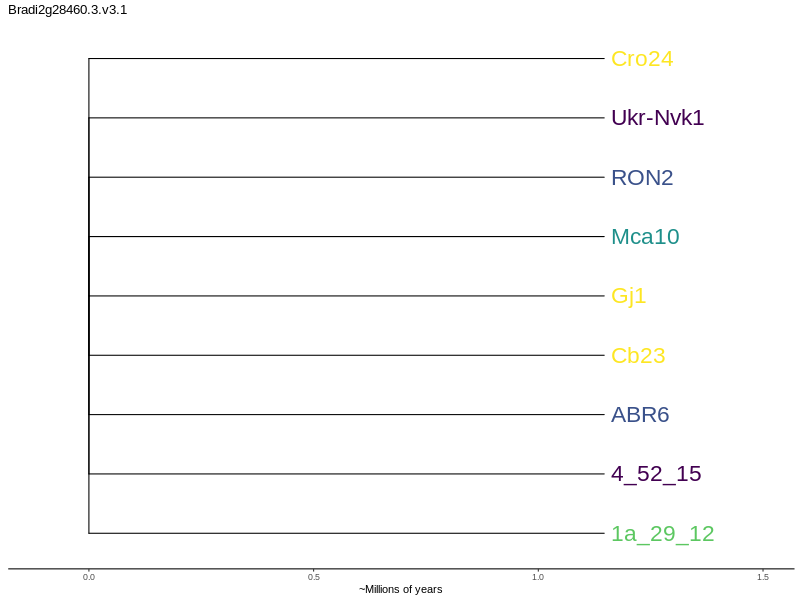 Bradi2g28460.3.v3.1
Cro24
Ukr-Nvk1
RON2
Mca10
Gj1
Cb23
ABR6
4_52_15
1a_29_12
0.0 0.5 1.0 1.5
~Millions of years